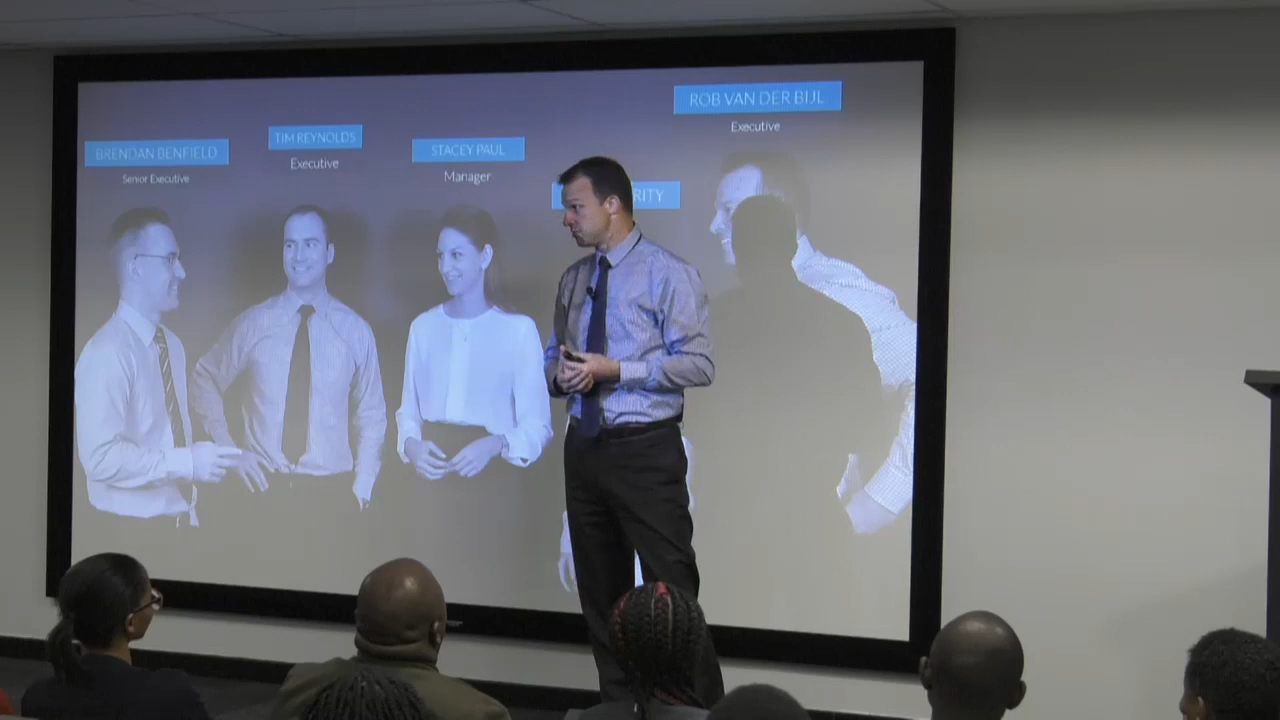 BRENDAN BENFIELD
Senior Executive
TIM REYNOLDS
Executive
STACEY PAUL
Manager
ROB VAN DER BIJL
Executive